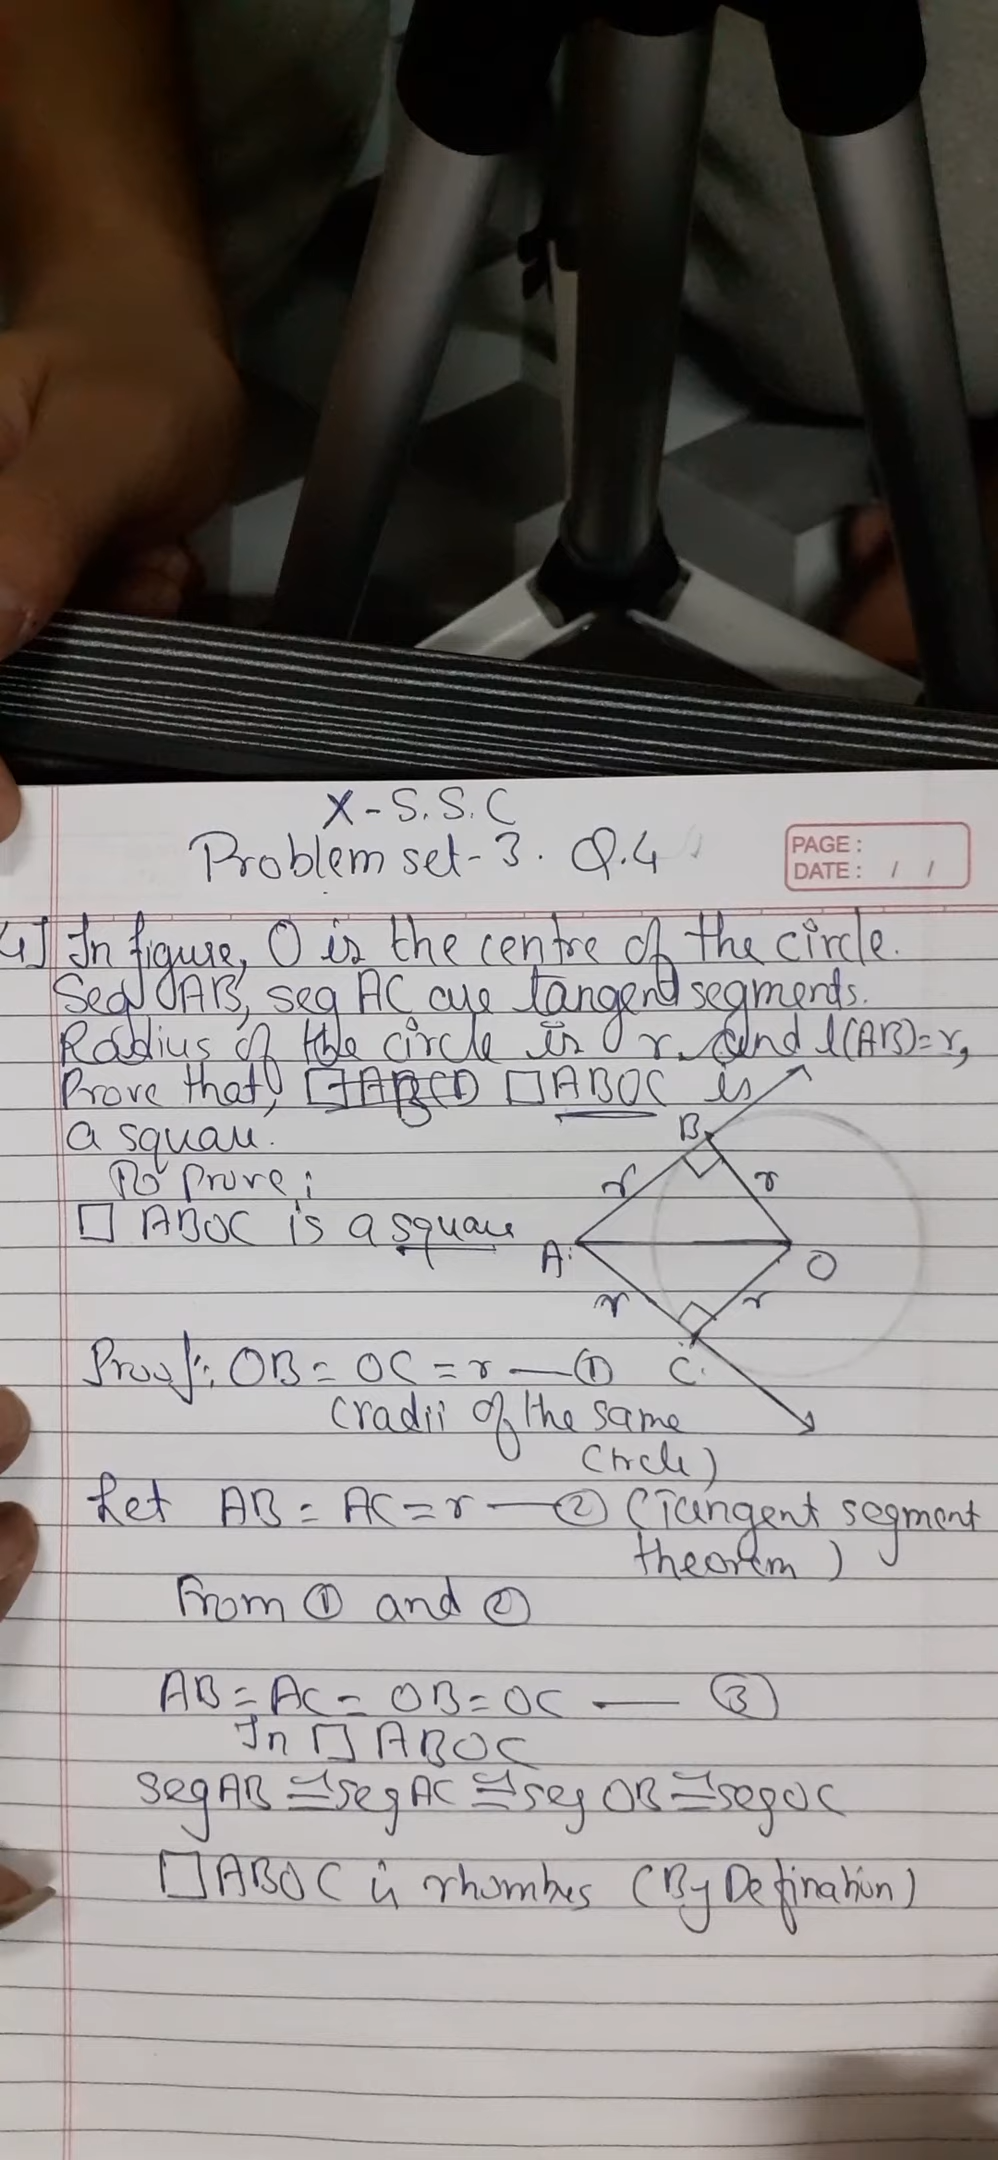 X-S.S.C
Problem set-3. Q.4
PAGE :
DATE : / /
4] In figure, O is the centre of the circle.
Seg AB, seg AC are tangent segments.
Radius of the circle is r and l(AB)=r,
Prove that, □ABCD □ABOC is
a square.
To prove:
□ ABOC is a square
B
r
r
A
O
r
r
C
Proof: OB = OC = r — ①
(radii of the same
circle)
Let AB = AC = r — ② (Tangent segment
theorem)
From ① and ②
AB = AC = OB = OC — ③
In □ ABOC
seg AB ≅ seg AC ≅ seg OB ≅ seg OC
□ABOC is rhombus (By Defination)